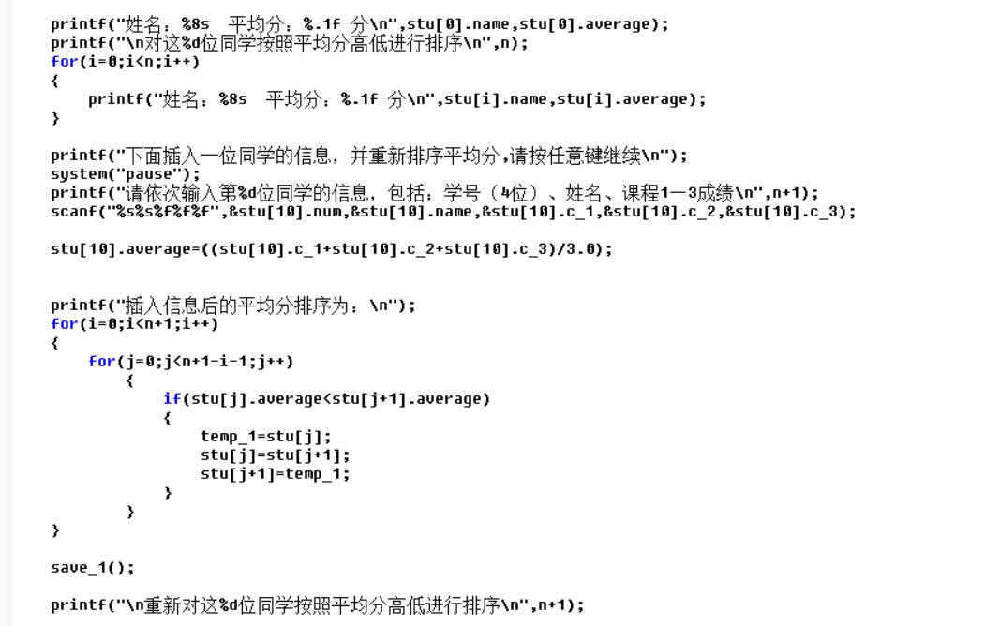 printf("姓名：%8s  平均分：%.1f 分\n",stu[0].name,stu[0].average);
printf("\n对这%d位同学按照平均分高低进行排序\n",n);
for(i=0;i<n;i++)
{
    printf("姓名：%8s  平均分：%.1f 分\n",stu[i].name,stu[i].average);
}
printf("下面插入一位同学的信息，并重新排序平均分,请按任意键继续\n");
system("pause");
printf("请依次输入第%d位同学的信息，包括：学号（4位）、姓名、课程1—3成绩\n",n+1);
scanf("%s%s%f%f%f",&stu[10].num,&stu[10].name,&stu[10].c_1,&stu[10].c_2,&stu[10].c_3);
stu[10].average=((stu[10].c_1+stu[10].c_2+stu[10].c_3)/3.0);
printf("插入信息后的平均分排序为：\n");
for(i=0;i<n+1;i++)
{
    for(j=0;j<n+1-i-1;j++)
        {
            if(stu[j].average<stu[j+1].average)
            {
                temp_1=stu[j];
                stu[j]=stu[j+1];
                stu[j+1]=temp_1;
            }
        }
}
save_1();
printf("\n重新对这%d位同学按照平均分高低进行排序\n",n+1);